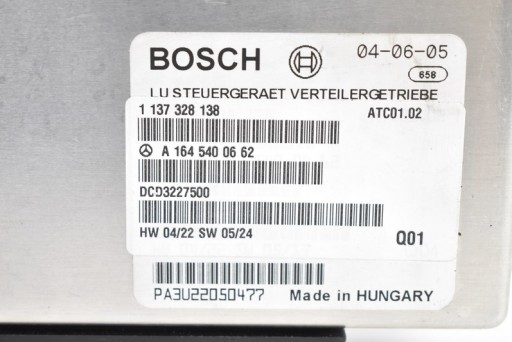 BOSCH 04-06-05
658
LU STEUERGERAET VERTEILERGETRIEBE
1 137 328 138 ATC01.02
A 164 540 06 62
DCD3227500
HW 04/22 SW 05/24 Q01
PA3U22050477 Made in HUNGARY